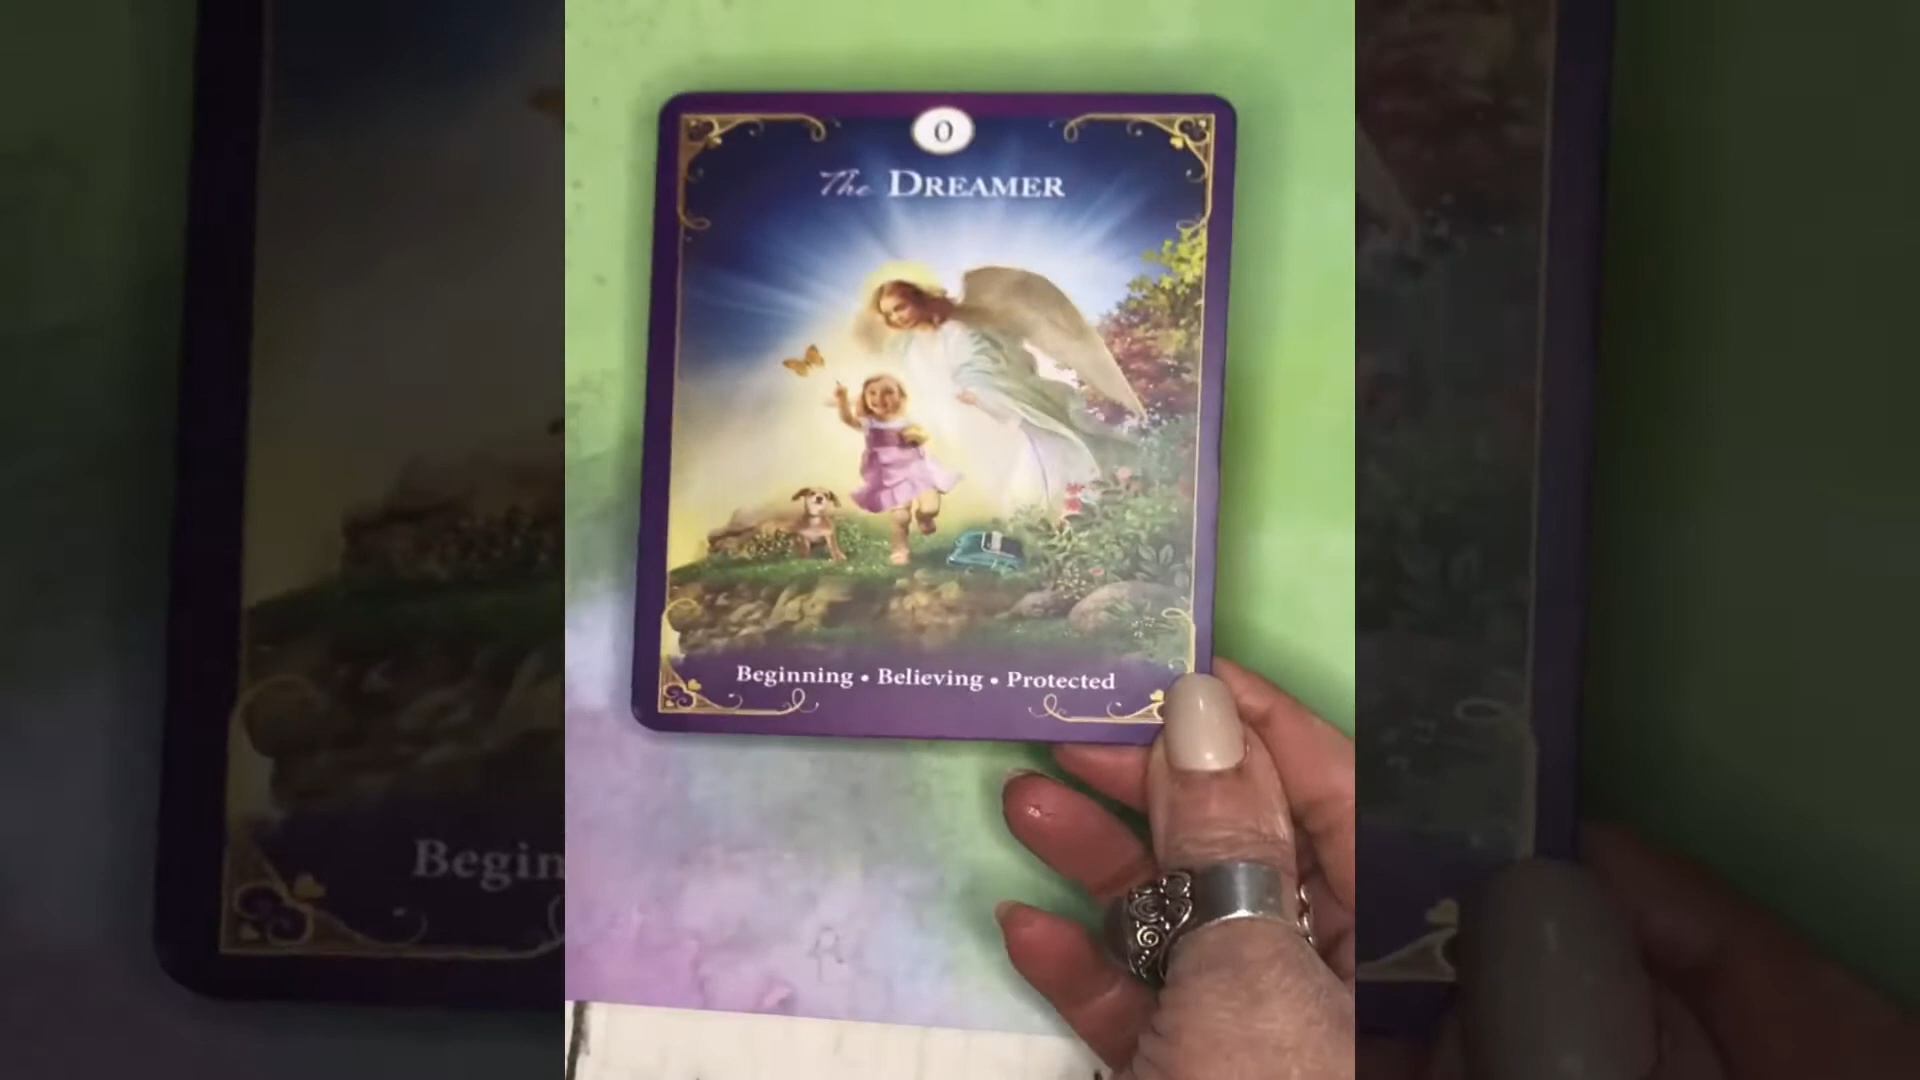 0
The DREAMER
Beginning • Believing • Protected
Begin